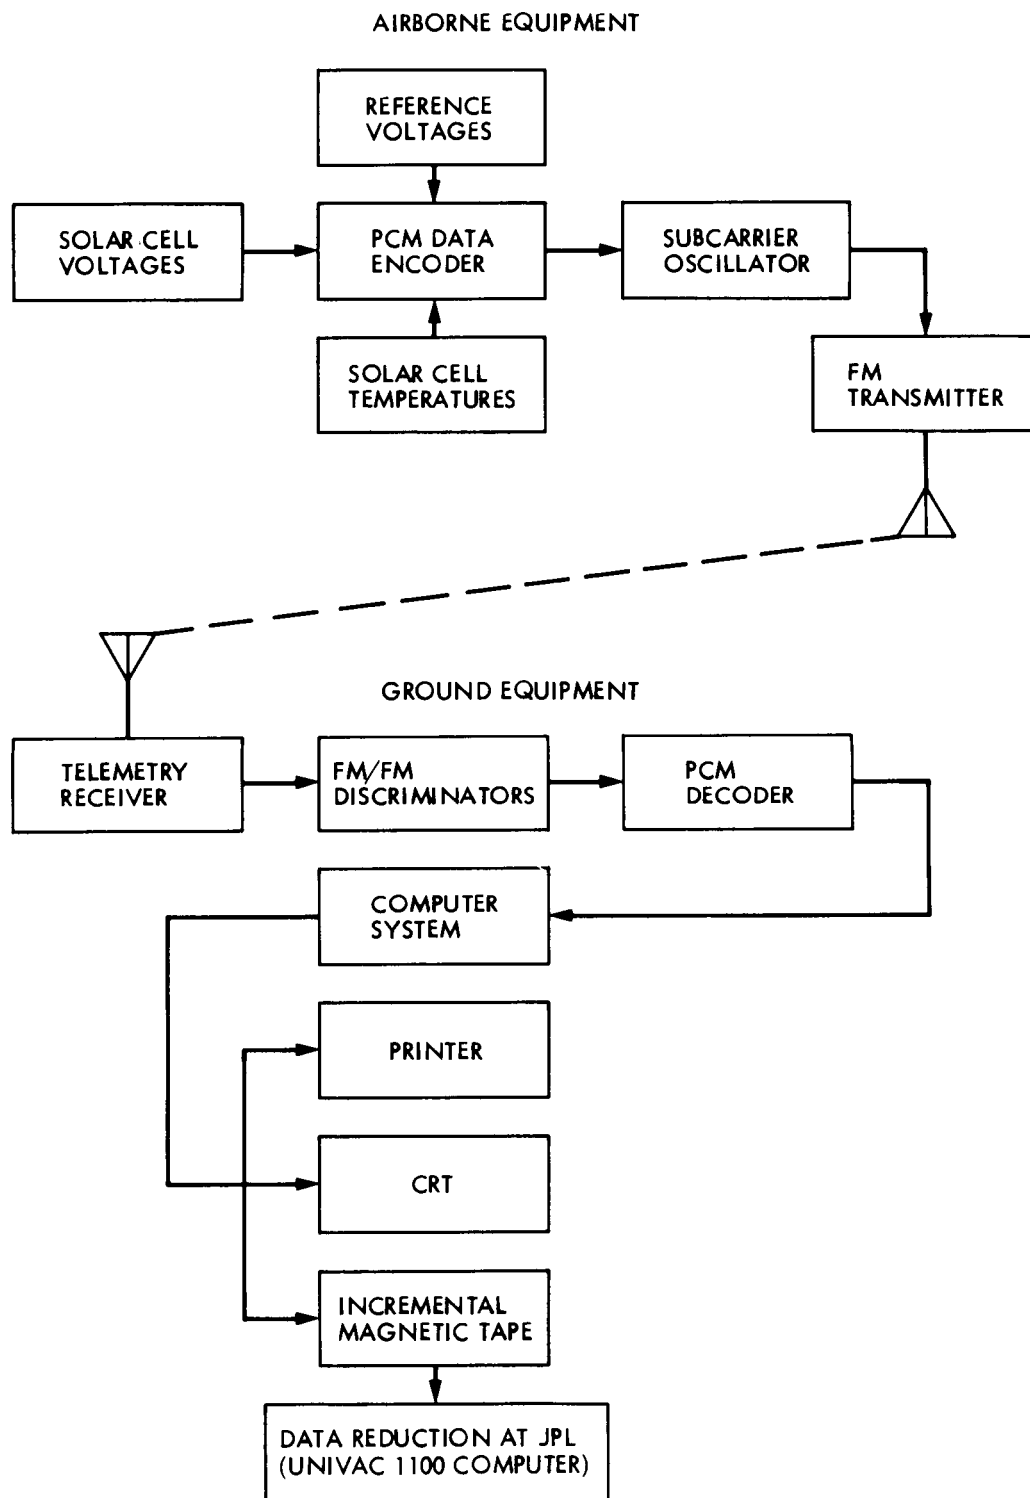 AIRBORNE EQUIPMENT
REFERENCE
VOLTAGES
SOLAR CELL
VOLTAGES
PCM DATA
ENCODER
SUBCARRIER
OSCILLATOR
SOLAR CELL
TEMPERATURES
FM
TRANSMITTER
GROUND EQUIPMENT
TELEMETRY
RECEIVER
FM/FM
DISCRIMINATORS
PCM
DECODER
COMPUTER
SYSTEM
PRINTER
CRT
INCREMENTAL
MAGNETIC TAPE
DATA REDUCTION AT JPL
(UNIVAC 1100 COMPUTER)